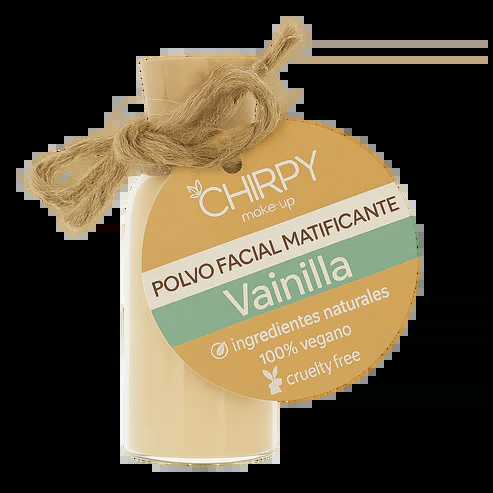 CHIRPY
make-up
POLVO FACIAL MATIFICANTE
Vainilla
ingredientes naturales
100% vegano
cruelty free